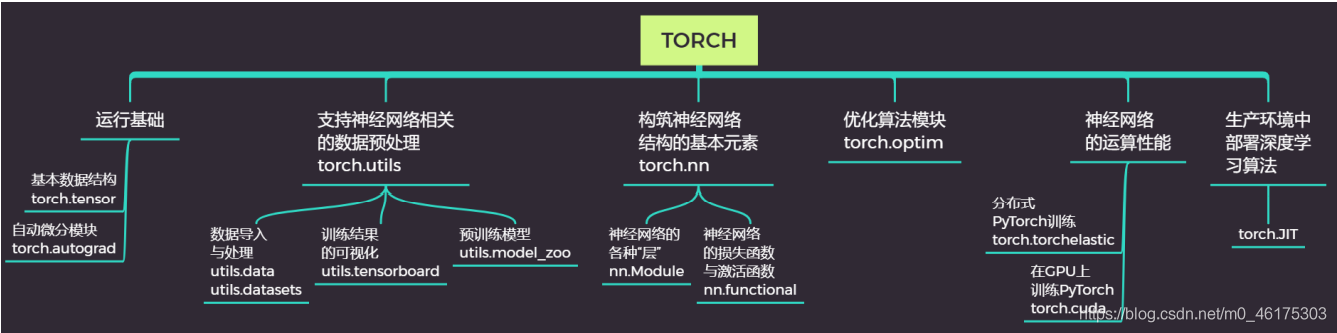 TORCH
运行基础
基本数据结构
torch.tensor
自动微分模块
torch.autograd
支持神经网络相关
的数据预处理
torch.utils
数据导入
与处理
utils.data
utils.datasets
训练结果
的可视化
utils.tensorboard
预训练模型
utils.model_zoo
构筑神经网络
结构的基本元素
torch.nn
神经网络的
各种“层”
nn.Module
神经网络
的损失函数
与激活函数
nn.functional
优化算法模块
torch.optim
神经网络
的运算性能
分布式
PyTorch训练
torch.torchelastic
在GPU上
训练PyTorch
torch.cuda
生产环境中
部署深度学
习算法
torch.JIT
https://blog.csdn.net/m0_46175303